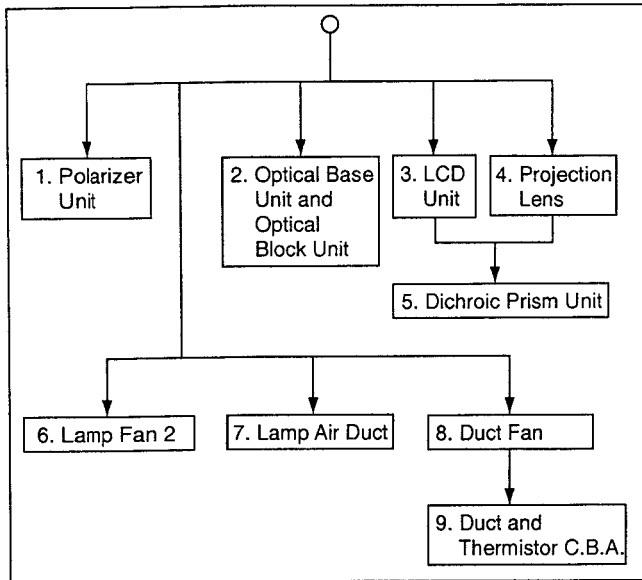 1. Polarizer
Unit
2. Optical Base
Unit and
Optical
Block Unit
3. LCD
Unit
4. Projection
Lens
5. Dichroic Prism Unit
6. Lamp Fan 2
7. Lamp Air Duct
8. Duct Fan
9. Duct and
Thermistor C.B.A.